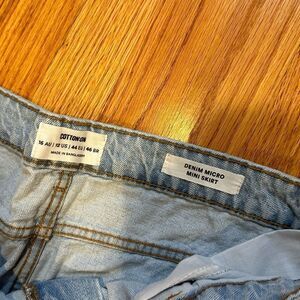 COTTON:ON
16 AU | 12 US | 44 EU | 46 BR
MADE IN BANGLADESH
DENIM MICRO
MINI SKIRT